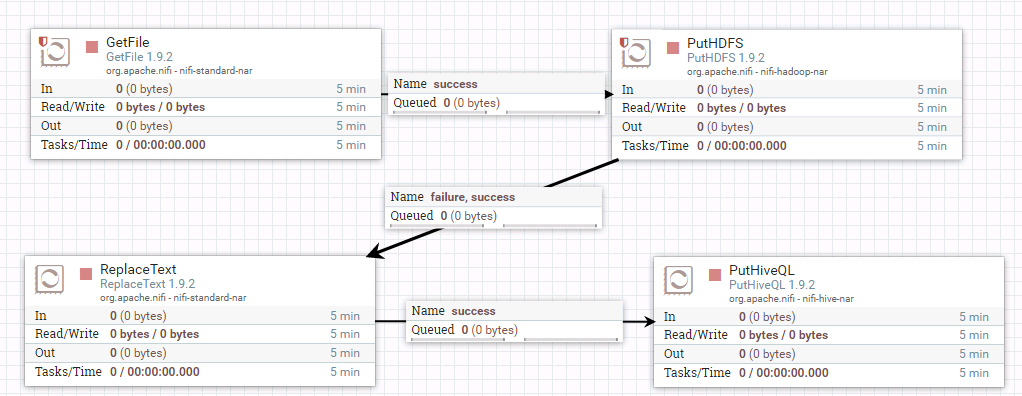 GetFile
GetFile 1.9.2
org.apache.nifi - nifi-standard-nar
In 0 (0 bytes) 5 min
Read/Write 0 bytes / 0 bytes 5 min
Out 0 (0 bytes) 5 min
Tasks/Time 0 / 00:00:00.000 5 min
Name success
Queued 0 (0 bytes)
PutHDFS
PutHDFS 1.9.2
org.apache.nifi - nifi-hadoop-nar
In 0 (0 bytes) 5 min
Read/Write 0 bytes / 0 bytes 5 min
Out 0 (0 bytes) 5 min
Tasks/Time 0 / 00:00:00.000 5 min
Name failure, success
Queued 0 (0 bytes)
ReplaceText
ReplaceText 1.9.2
org.apache.nifi - nifi-standard-nar
In 0 (0 bytes) 5 min
Read/Write 0 bytes / 0 bytes 5 min
Out 0 (0 bytes) 5 min
Tasks/Time 0 / 00:00:00.000 5 min
Name success
Queued 0 (0 bytes)
PutHiveQL
PutHiveQL 1.9.2
org.apache.nifi - nifi-hive-nar
In 0 (0 bytes) 5 min
Read/Write 0 bytes / 0 bytes 5 min
Out 0 (0 bytes) 5 min
Tasks/Time 0 / 00:00:00.000 5 min